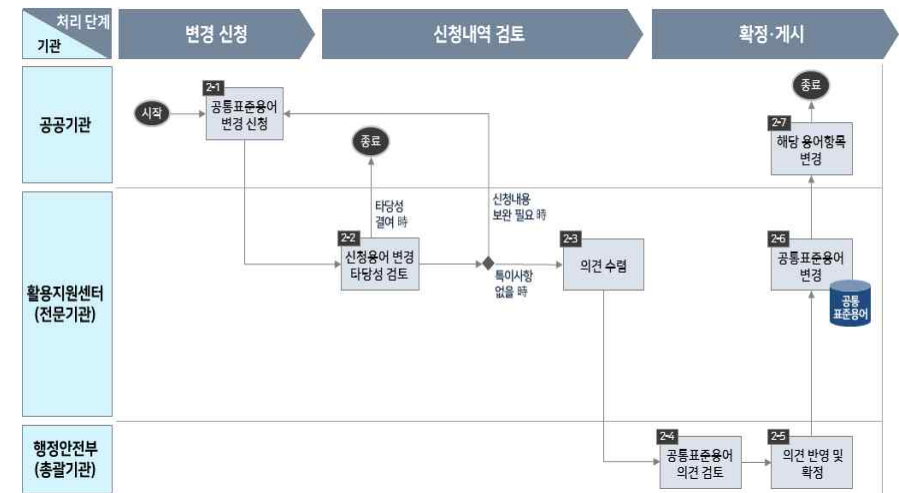 처리 단계
기관
변경 신청
신청내역 검토
확정·게시
공공기관
시작
2-1
공통표준용어
변경 신청
종료
종료
2-7
해당 용어항목
변경
활용지원센터
(전문기관)
타당성
결여 時
신청내용
보완 필요 時
2-2
신청용어 변경
타당성 검토
특이사항
없을 時
2-3
의견 수렴
2-6
공통표준용어
변경
공통
표준용어
행정안전부
(총괄기관)
2-4
공통표준용어
의견 검토
2-5
의견 반영 및
확정